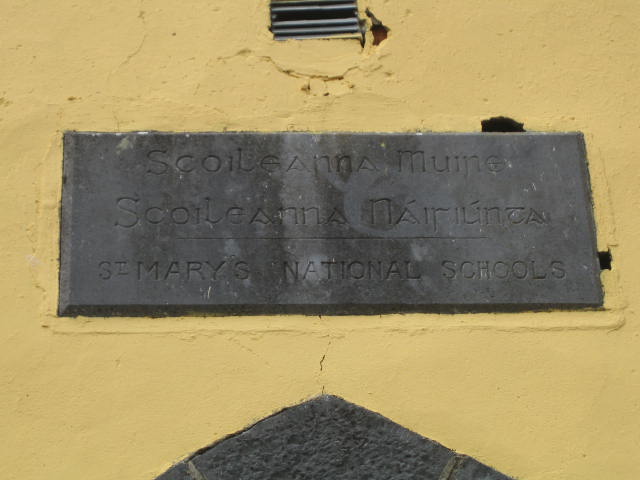 Scoileanna Muire
Scoileanna Náisiúnta
ST MARY'S NATIONAL SCHOOLS